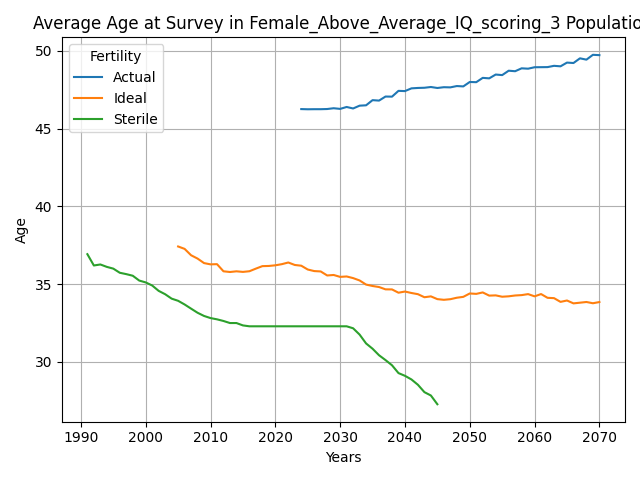 Average Age at Survey in Female_Above_Average_IQ_scoring_3 Populatio
Fertility
Actual
Ideal
Sterile
50
45
40
35
30
Age
1990 2000 2010 2020 2030 2040 2050 2060 2070
Years